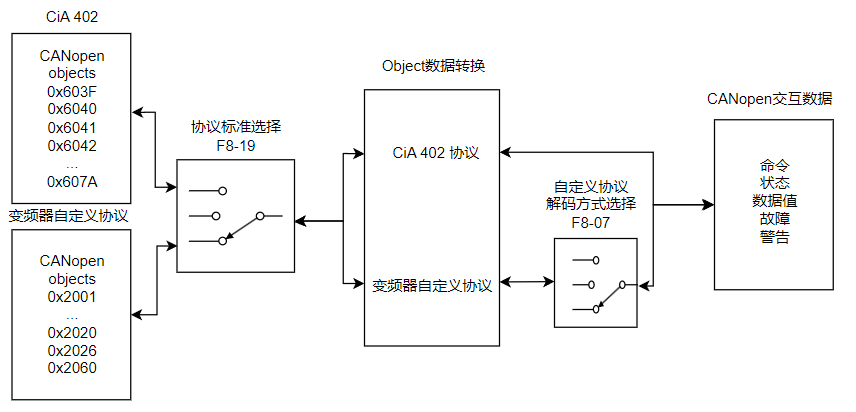 CiA 402
CANopen
objects
0x603F
0x6040
0x6041
0x6042
...
0x607A
变频器自定义协议
CANopen
objects
0x2001
...
0x2020
0x2026
0x2060
协议标准选择
F8-19
Object数据转换
CiA 402 协议
变频器自定义协议
自定义协议
解码方式选择
F8-07
CANopen交互数据
命令
状态
数据值
故障
警告